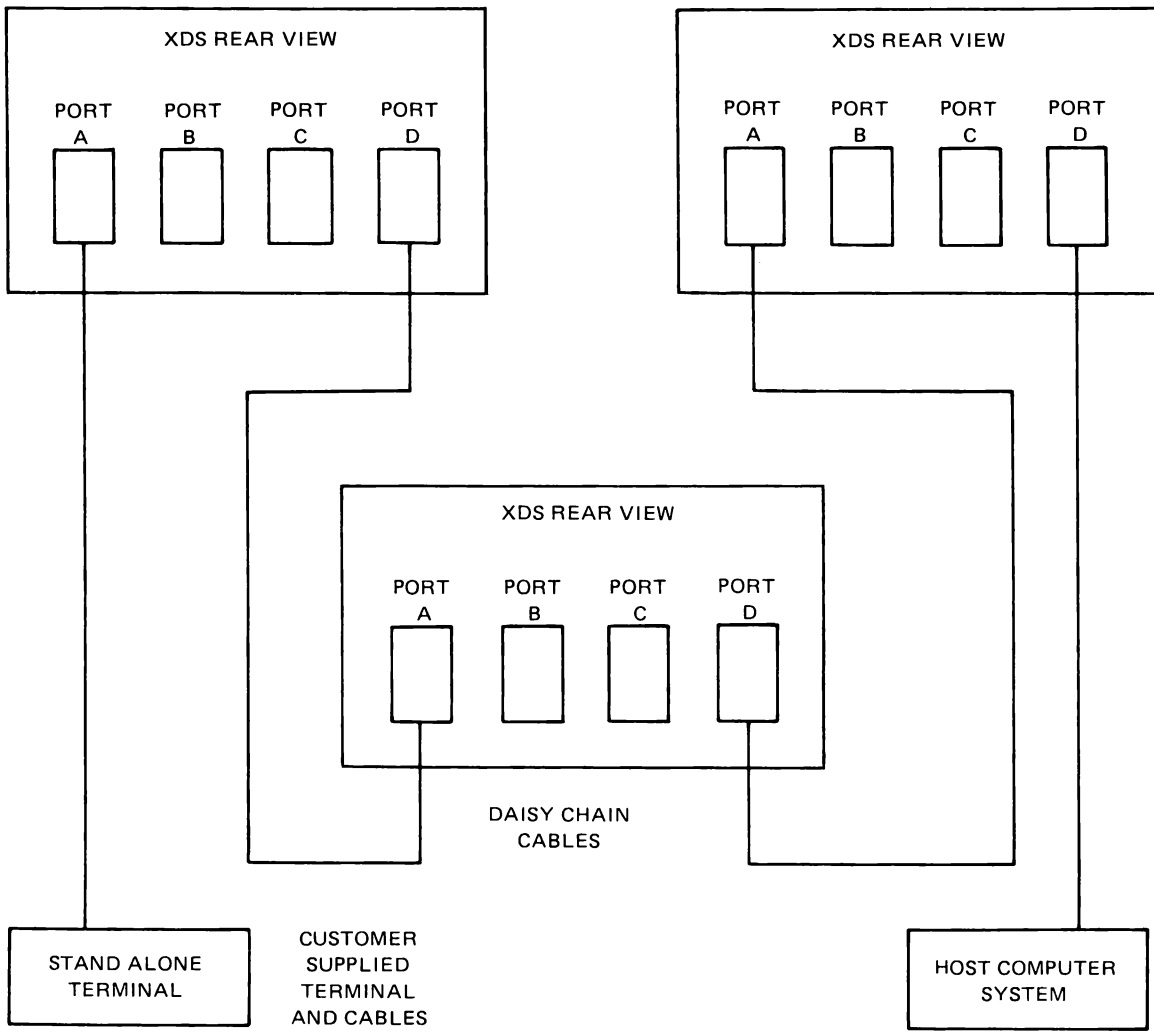 XDS REAR VIEW
PORT A
PORT B
PORT C
PORT D
XDS REAR VIEW
PORT A
PORT B
PORT C
PORT D
XDS REAR VIEW
PORT A
PORT B
PORT C
PORT D
DAISY CHAIN
CABLES
STAND ALONE
TERMINAL
CUSTOMER
SUPPLIED
TERMINAL
AND CABLES
HOST COMPUTER
SYSTEM